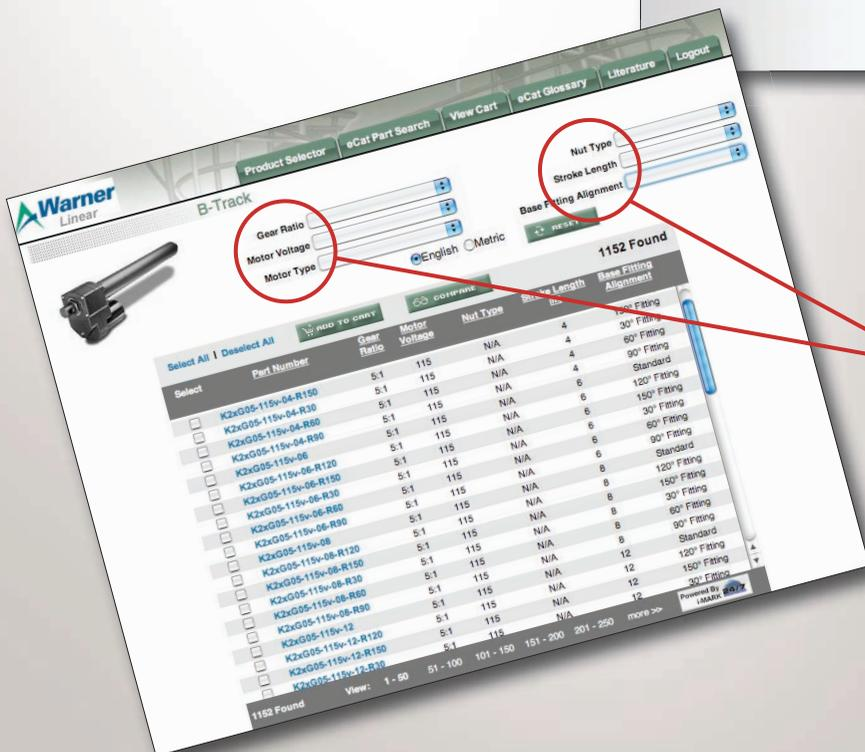 Product Selector eCat Part Search View Cart eCat Glossary Literature Logout
Warner
Linear
B-Track
Gear Ratio
Motor Voltage
Motor Type
English Metric
Nut Type
Stroke Length
Base Fitting Alignment
RESET
1152 Found
Select All | Deselect All ADD TO CART COMPARE
Select Part Number Gear Ratio Motor Voltage Nut Type Stroke Length Base Fitting Alignment
K2xG05-115v-04-R150 5:1 115 N/A 4 150° Fitting
K2xG05-115v-04-R30 5:1 115 N/A 4 30° Fitting
K2xG05-115v-04-R60 5:1 115 N/A 4 60° Fitting
K2xG05-115v-04-R90 5:1 115 N/A 4 90° Fitting
K2xG05-115v-06 5:1 115 N/A 6 Standard
K2xG05-115v-06-R120 5:1 115 N/A 6 120° Fitting
K2xG05-115v-06-R150 5:1 115 N/A 6 150° Fitting
K2xG05-115v-06-R30 5:1 115 N/A 6 30° Fitting
K2xG05-115v-06-R60 5:1 115 N/A 6 60° Fitting
K2xG05-115v-06-R90 5:1 115 N/A 6 90° Fitting
K2xG05-115v-08 5:1 115 N/A 8 Standard
K2xG05-115v-08-R120 5:1 115 N/A 8 120° Fitting
K2xG05-115v-08-R150 5:1 115 N/A 8 150° Fitting
K2xG05-115v-08-R30 5:1 115 N/A 8 30° Fitting
K2xG05-115v-08-R60 5:1 115 N/A 8 60° Fitting
K2xG05-115v-08-R90 5:1 115 N/A 8 90° Fitting
K2xG05-115v-12 5:1 115 N/A 12 Standard
K2xG05-115v-12-R120 5:1 115 N/A 12 120° Fitting
K2xG05-115v-12-R150 5:1 115 N/A 12 150° Fitting
K2xG05-115v-12-R30 5:1 115 N/A 12 30° Fitting
1152 Found View: 1 - 50 51 - 100 101 - 150 151 - 200 201 - 250 more >>
Powered By
i-MARK 24/7